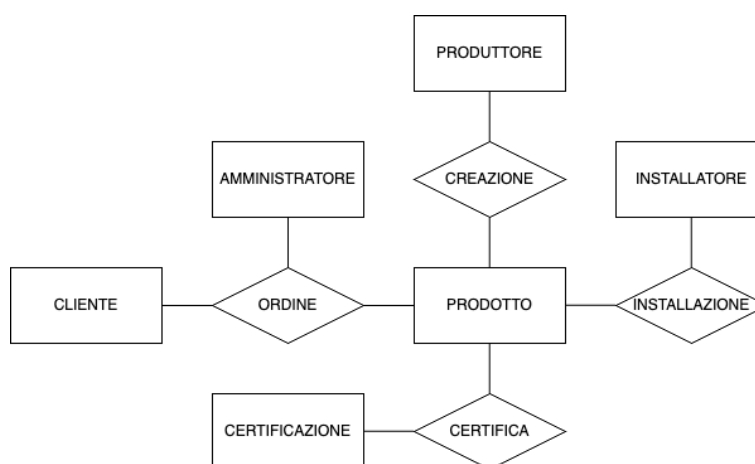 PRODUTTORE
AMMINISTRATORE
CREAZIONE
INSTALLATORE
CLIENTE
ORDINE
PRODOTTO
INSTALLAZIONE
CERTIFICAZIONE
CERTIFICA